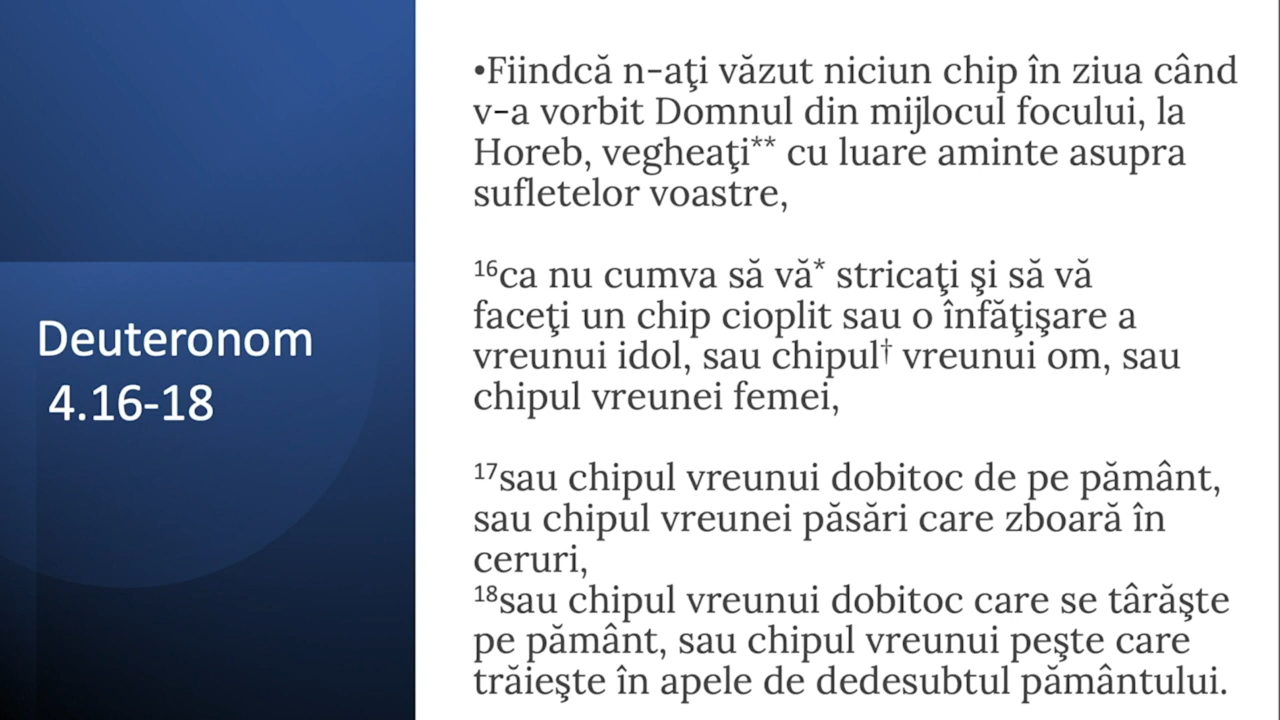 Deuteronom
4.16-18
•Fiindcă n-aţi văzut niciun chip în ziua când
v-a vorbit Domnul din mijlocul focului, la
Horeb, vegheaţi** cu luare aminte asupra
sufletelor voastre,
16ca nu cumva să vă* stricaţi şi să vă
faceţi un chip cioplit sau o înfăţişare a
vreunui idol, sau chipul† vreunui om, sau
chipul vreunei femei,
17sau chipul vreunui dobitoc de pe pământ,
sau chipul vreunei păsări care zboară în
ceruri,
18sau chipul vreunui dobitoc care se târăşte
pe pământ, sau chipul vreunui peşte care
trăieşte în apele de dedesubtul pământului.